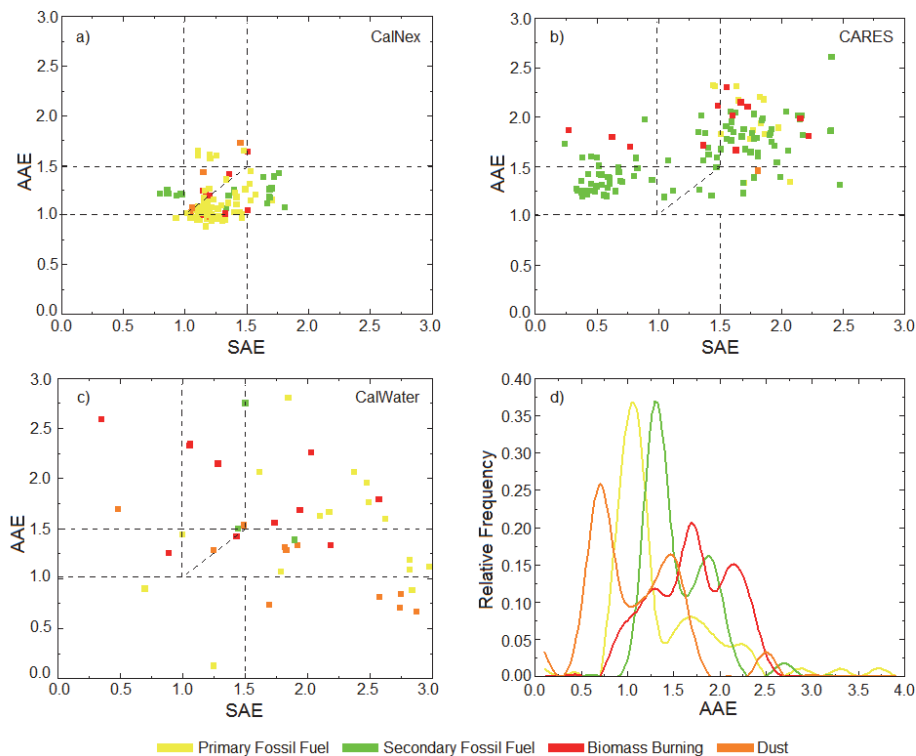 a) CalNex
3.0
2.5
2.0
1.5
1.0
0.5
0.0
AAE
0.0 0.5 1.0 1.5 2.0 2.5 3.0
SAE
b) CARES
3.0
2.5
2.0
1.5
1.0
0.5
0.0
AAE
0.0 0.5 1.0 1.5 2.0 2.5 3.0
SAE
c) CalWater
3.0
2.5
2.0
1.5
1.0
0.5
0.0
AAE
0.0 0.5 1.0 1.5 2.0 2.5 3.0
SAE
d)
0.40
0.35
0.30
0.25
0.20
0.15
0.10
0.05
0.00
Relative Frequency
0.0 0.5 1.0 1.5 2.0 2.5 3.0 3.5 4.0
AAE
Primary Fossil Fuel Secondary Fossil Fuel Biomass Burning Dust